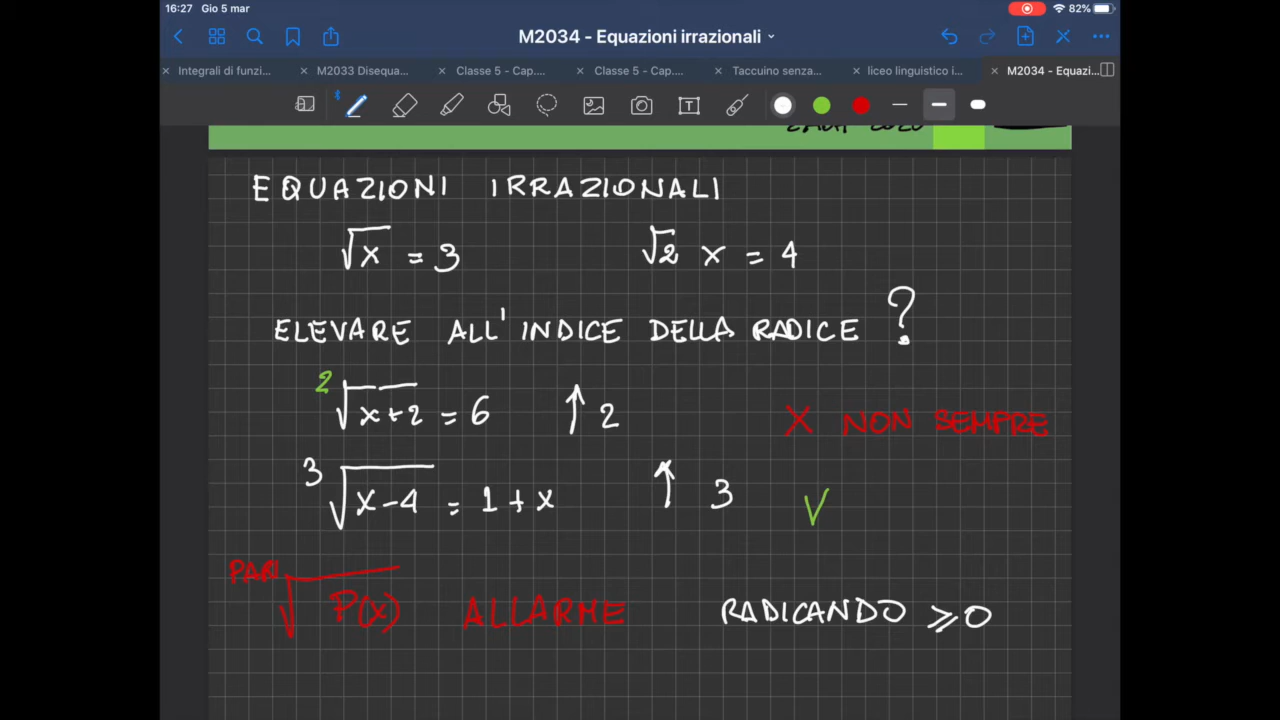 16:27 Gio 5 mar 82%
M2034 - Equazioni irrazionali
Integrali di funzi... M2033 Disequa... Classe 5 - Cap.... Classe 5 - Cap.... Taccuino senza... liceo linguistico i... M2034 - Equazi...
EQUAZIONI IRRAZIONALI
√x = 3 √2 x = 4
ELEVARE ALL' INDICE DELLA RADICE ?
²√x+2 = 6 ↑ 2 X NON SEMPRE
³√x-4 = 1 + x ↑ 3 V
PARI √P(x) ALLARME RADICANDO ⩾0